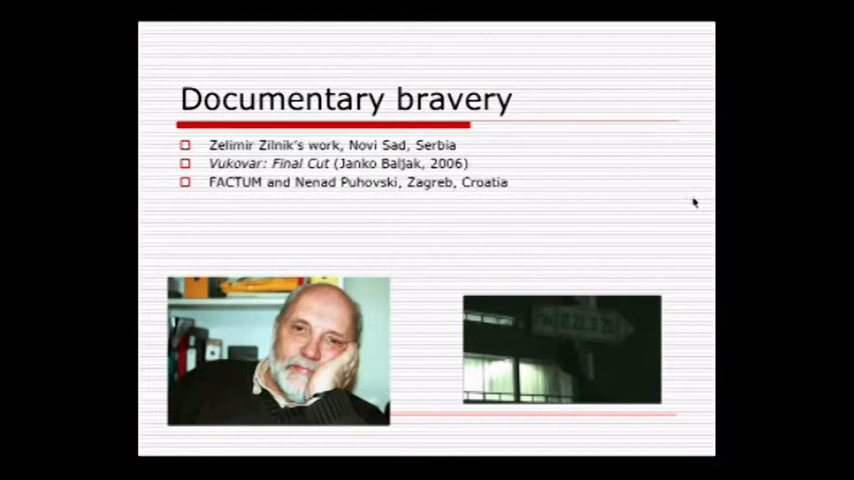 Documentary bravery
Zelimir Zilnik's work, Novi Sad, Serbia
Vukovar: Final Cut (Janko Baljak, 2006)
FACTUM and Nenad Puhovski, Zagreb, Croatia